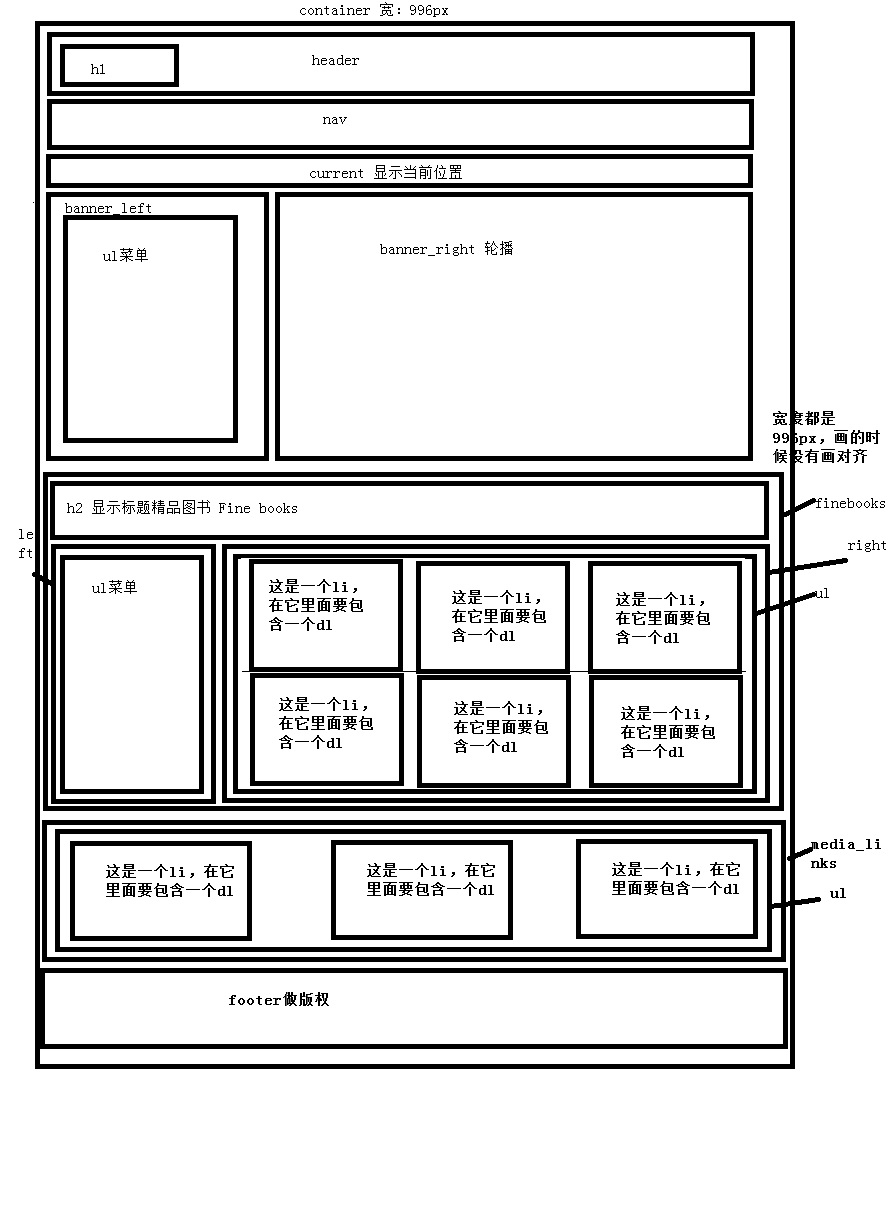 container 宽：996px
h1
header
nav
current 显示当前位置
banner_left
ul菜单
banner_right 轮播
宽度都是
996px，画的时
候没有画对齐
h2 显示标题精品图书 Fine books
finebooks
le
ft
right
ul菜单
ul
这是一个li，
在它里面要包
含一个dl
这是一个li，
在它里面要包
含一个dl
这是一个li，
在它里面要包
含一个dl
这是一个li，
在它里面要包
含一个dl
这是一个li，
在它里面要包
含一个dl
这是一个li，
在它里面要包
含一个dl
media_li
nks
这是一个li，在它
里面要包含一个dl
这是一个li，在它
里面要包含一个dl
这是一个li，在它
里面要包含一个dl
ul
footer做版权